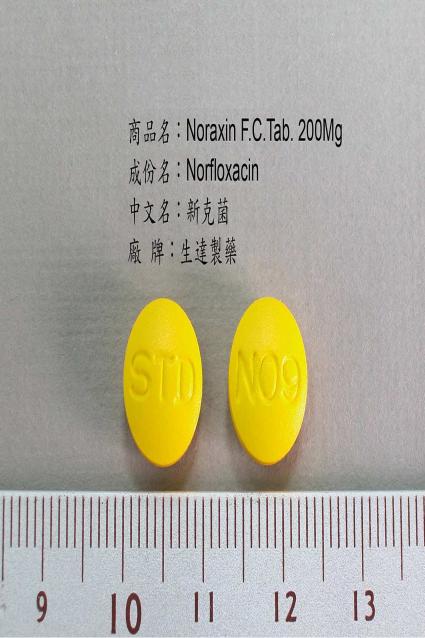 商品名：Noraxin F.C.Tab. 200Mg
成份名：Norfloxacin
中文名：新克菌
廠 牌：生達製藥
STD NO9
9 10 11 12 13